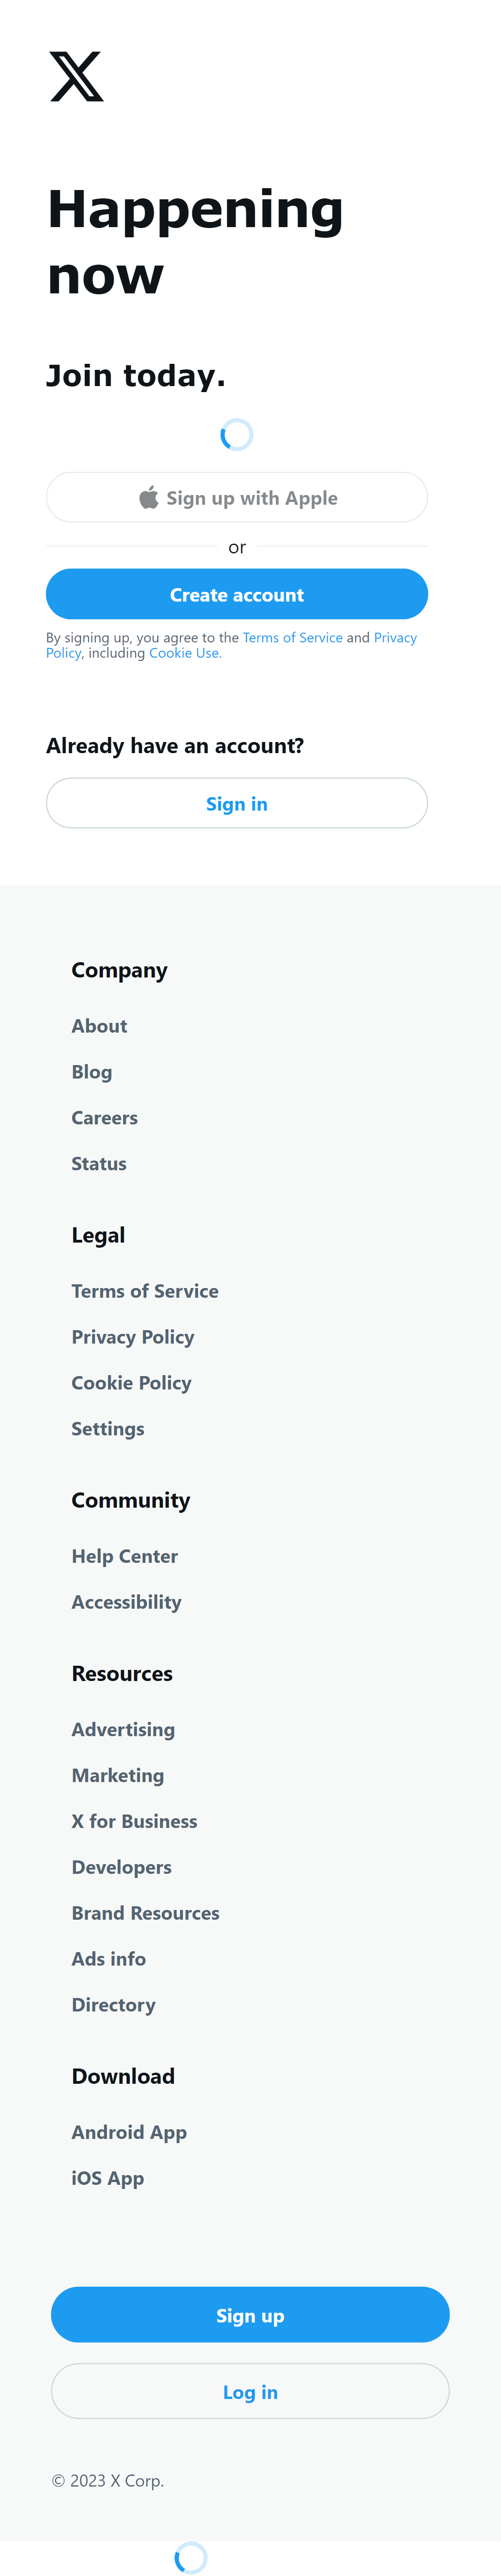 Happening
now
Join today.
Sign up with Apple
or
Create account
By signing up, you agree to the Terms of Service and Privacy
Policy, including Cookie Use.
Already have an account?
Sign in
Company
About
Blog
Careers
Status
Legal
Terms of Service
Privacy Policy
Cookie Policy
Settings
Community
Help Center
Accessibility
Resources
Advertising
Marketing
X for Business
Developers
Brand Resources
Ads info
Directory
Download
Android App
iOS App
Sign up
Log in
© 2023 X Corp.